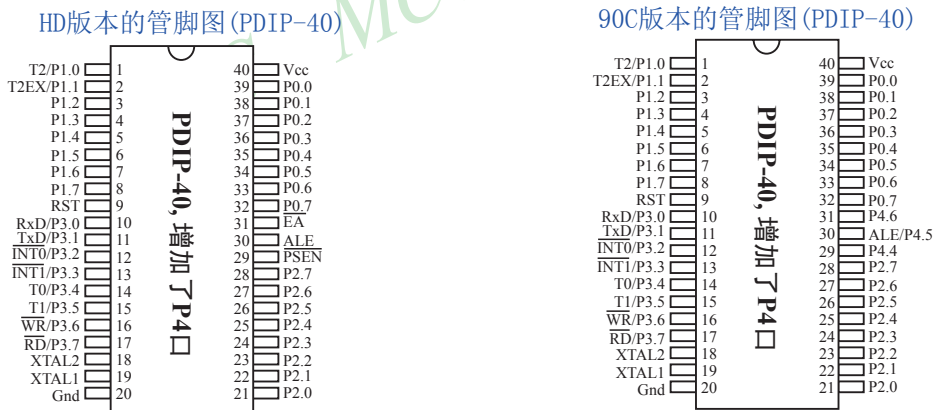 HD版本的管脚图(PDIP-40)
T2/P1.0 1 40 Vcc
T2EX/P1.1 2 39 P0.0
P1.2 3 38 P0.1
P1.3 4 37 P0.2
P1.4 5 36 P0.3
P1.5 6 35 P0.4
P1.6 7 34 P0.5
P1.7 8 33 P0.6
RST 9 32 P0.7
RxD/P3.0 10 31 EA
TxD/P3.1 11 30 ALE
INT0/P3.2 12 29 PSEN
INT1/P3.3 13 28 P2.7
T0/P3.4 14 27 P2.6
T1/P3.5 15 26 P2.5
WR/P3.6 16 25 P2.4
RD/P3.7 17 24 P2.3
XTAL2 18 23 P2.2
XTAL1 19 22 P2.1
Gnd 20 21 P2.0
PDIP-40, 增加了P4口
90C版本的管脚图(PDIP-40)
T2/P1.0 1 40 Vcc
T2EX/P1.1 2 39 P0.0
P1.2 3 38 P0.1
P1.3 4 37 P0.2
P1.4 5 36 P0.3
P1.5 6 35 P0.4
P1.6 7 34 P0.5
P1.7 8 33 P0.6
RST 9 32 P0.7
RxD/P3.0 10 31 P4.6
TxD/P3.1 11 30 ALE/P4.5
INT0/P3.2 12 29 P4.4
INT1/P3.3 13 28 P2.7
T0/P3.4 14 27 P2.6
T1/P3.5 15 26 P2.5
WR/P3.6 16 25 P2.4
RD/P3.7 17 24 P2.3
XTAL2 18 23 P2.2
XTAL1 19 22 P2.1
Gnd 20 21 P2.0
PDIP-40, 增加了P4口